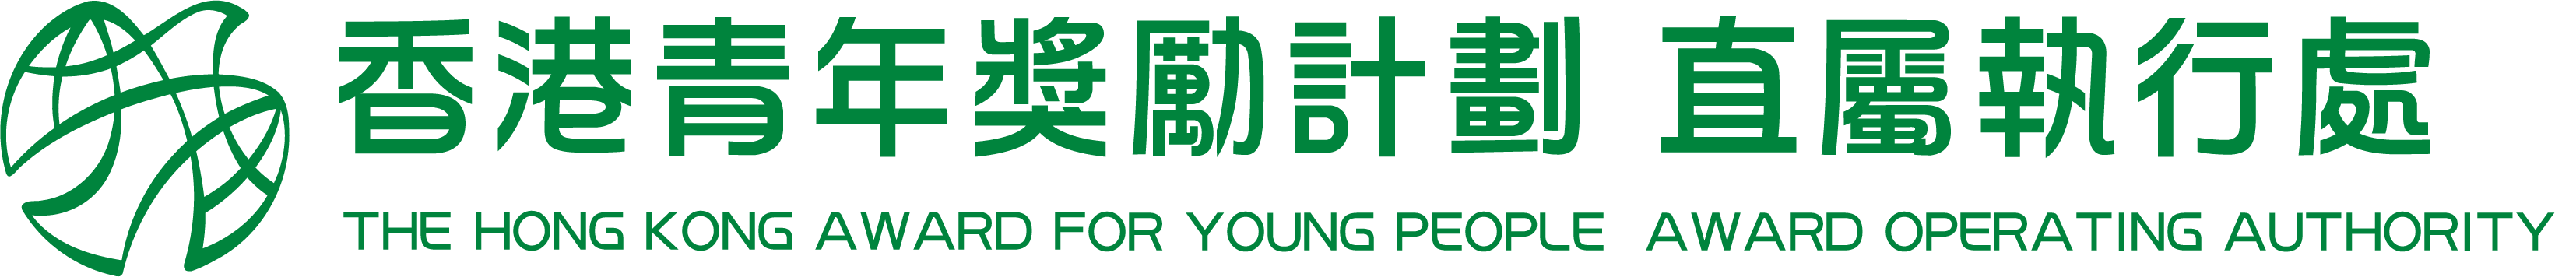 香港青年獎勵計劃 直屬執行處
THE HONG KONG AWARD FOR YOUNG PEOPLE AWARD OPERATING AUTHORITY